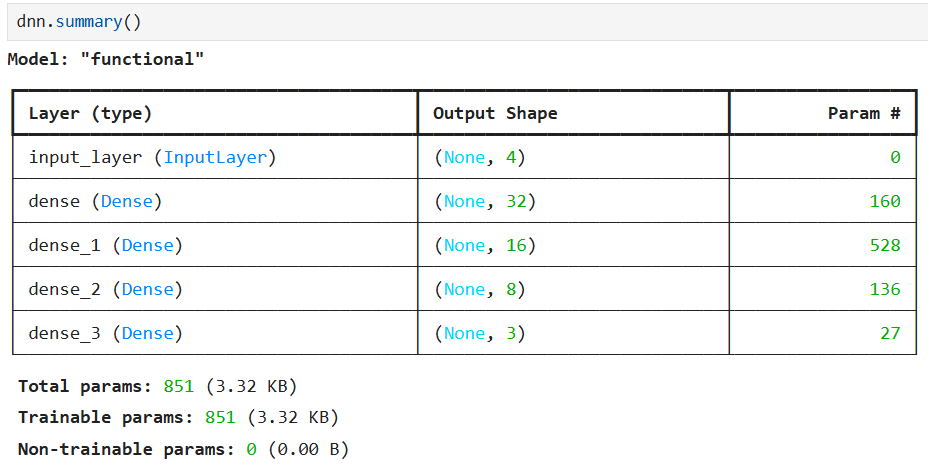 dnn.summary()
Model: "functional"
Layer (type) Output Shape Param #
input_layer (InputLayer) (None, 4) 0
dense (Dense) (None, 32) 160
dense_1 (Dense) (None, 16) 528
dense_2 (Dense) (None, 8) 136
dense_3 (Dense) (None, 3) 27
Total params: 851 (3.32 KB)
Trainable params: 851 (3.32 KB)
Non-trainable params: 0 (0.00 B)